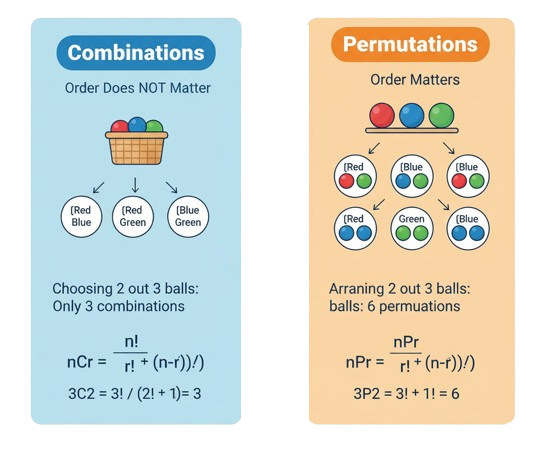 Combinations
Order Does NOT Matter
{Red
Blue
{Red
Green
{Blue
Green
Choosing 2 out 3 balls:
Only 3 combinations
n!
nCr = r! + (n-r))!)
3C2 = 3! / (2! + 1)= 3
Permutations
Order Matters
{Red
{Blue
{Blue
{Red
Green
{Blue
Arraning 2 out 3 balls:
balls: 6 permuations
nPr
nPr = r! + (n-r))!)
3P2 = 3! + 1! = 6